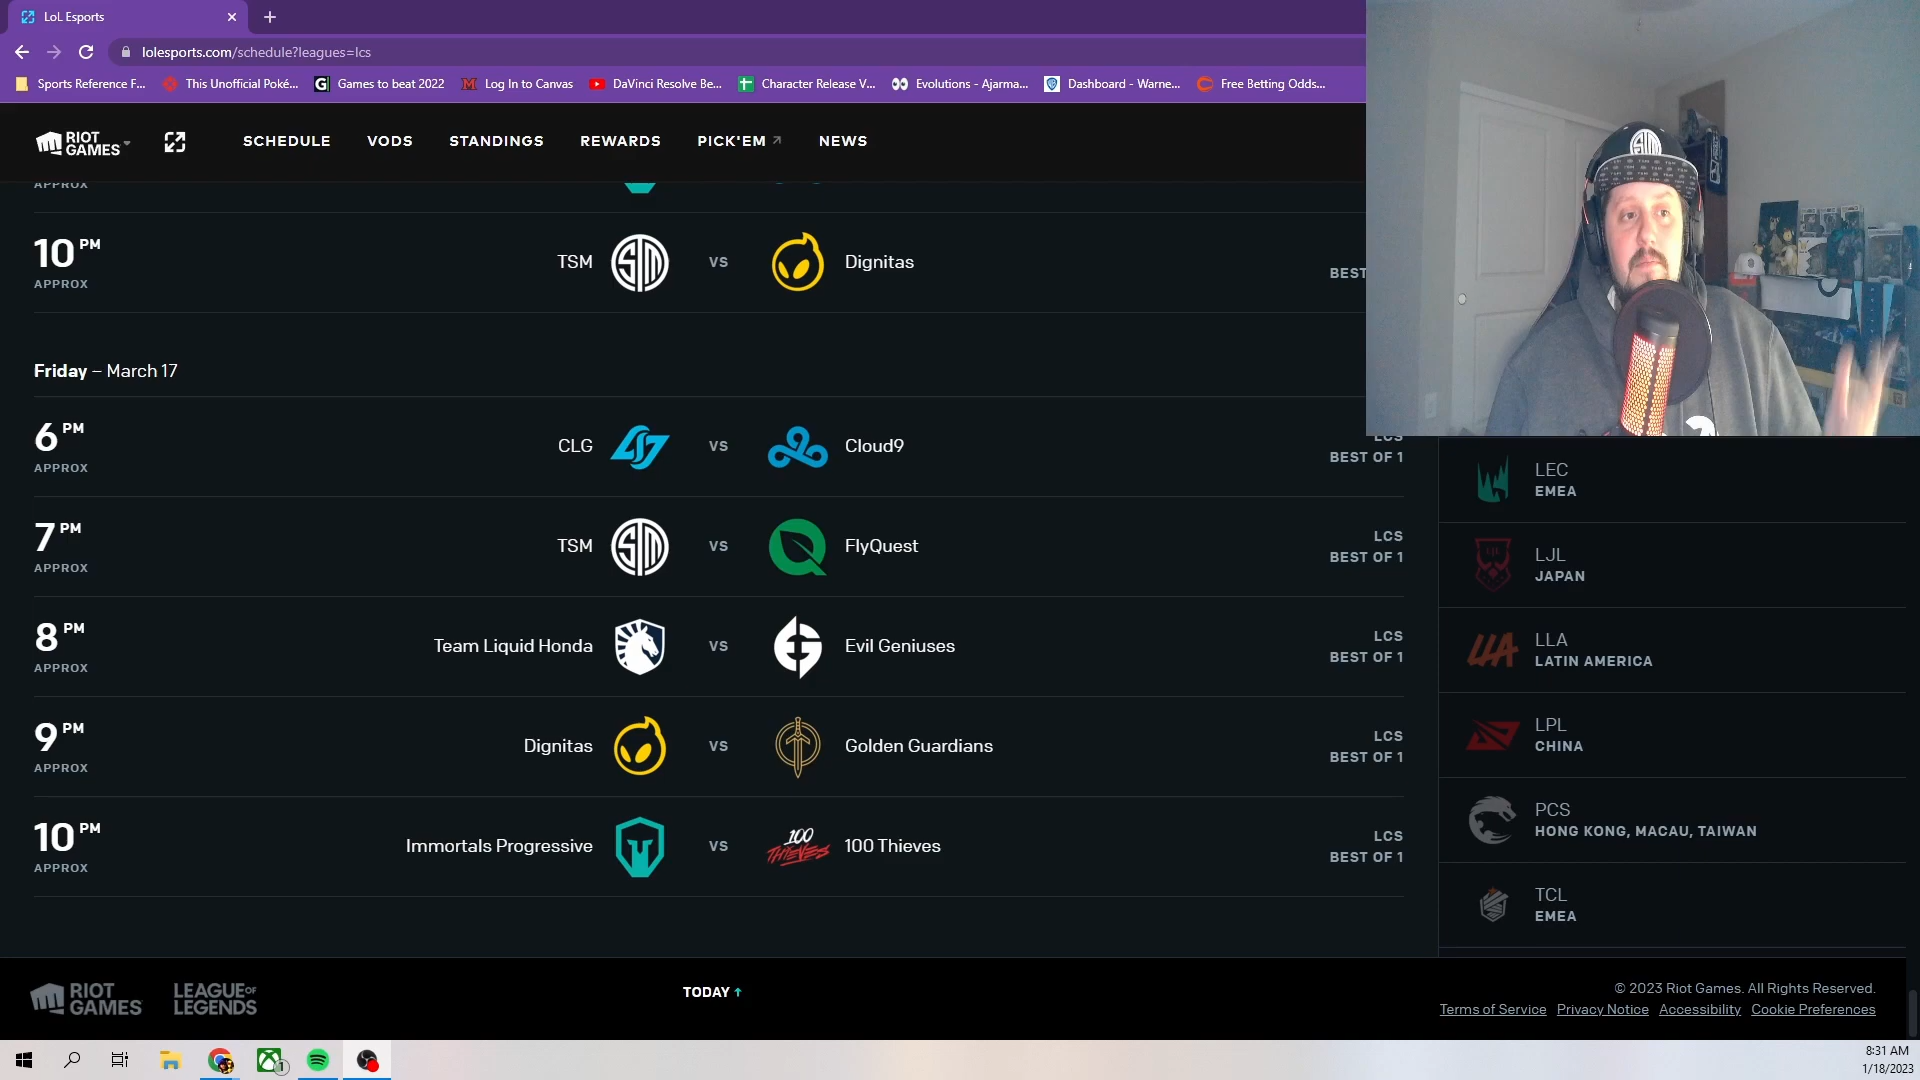 LoL Esports
lolesports.com/schedule?leagues=lcs
Sports Reference F...
This Unofficial Poké...
Games to beat 2022
Log In to Canvas
DaVinci Resolve Be...
Character Release V...
Evolutions - Ajarma...
Dashboard - Warne...
Free Betting Odds...
RIOT GAMES
SCHEDULE
VODS
STANDINGS
REWARDS
PICK'EM
NEWS
APPROX
10 PM
APPROX
TSM
VS
Dignitas
BEST
Friday – March 17
6 PM
APPROX
CLG
VS
Cloud9
LCS
BEST OF 1
7 PM
APPROX
TSM
VS
FlyQuest
LCS
BEST OF 1
8 PM
APPROX
Team Liquid Honda
VS
Evil Geniuses
LCS
BEST OF 1
9 PM
APPROX
Dignitas
VS
Golden Guardians
LCS
BEST OF 1
10 PM
APPROX
Immortals Progressive
VS
100 THIEVES
100 Thieves
LCS
BEST OF 1
LEC
EMEA
LJL
JAPAN
LLA
LATIN AMERICA
LPL
CHINA
PCS
HONG KONG, MACAU, TAIWAN
TCL
EMEA
RIOT GAMES
LEAGUE OF LEGENDS
TODAY
© 2023 Riot Games. All Rights Reserved.
Terms of Service
Privacy Notice
Accessibility
Cookie Preferences
8:31 AM
1/18/2023